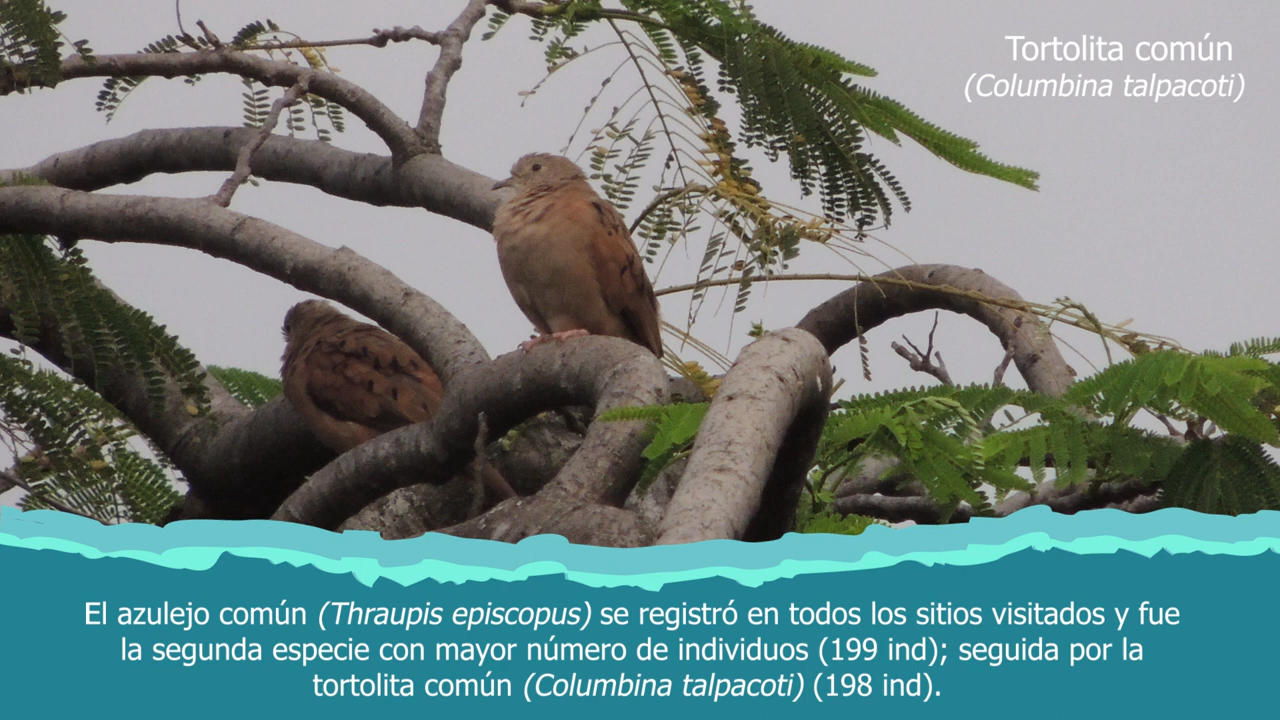 Tortolita común
(Columbina talpacoti)
El azulejo común (Thraupis episcopus) se registró en todos los sitios visitados y fue
la segunda especie con mayor número de individuos (199 ind); seguida por la
tortolita común (Columbina talpacoti) (198 ind).